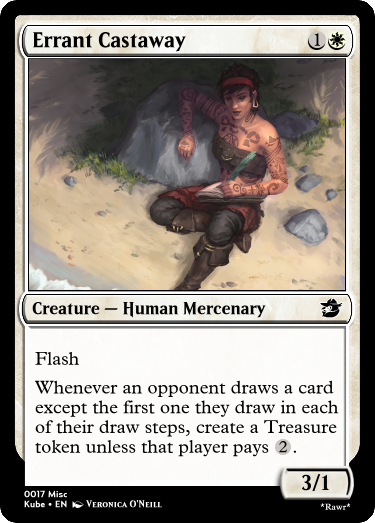 Errant Castaway 1
Creature — Human Mercenary
Flash
Whenever an opponent draws a card
except the first one they draw in each
of their draw steps, create a Treasure
token unless that player pays 2.
3/1
0017 Misc
Kube • EN Veronica O'Neill
*Rawr*